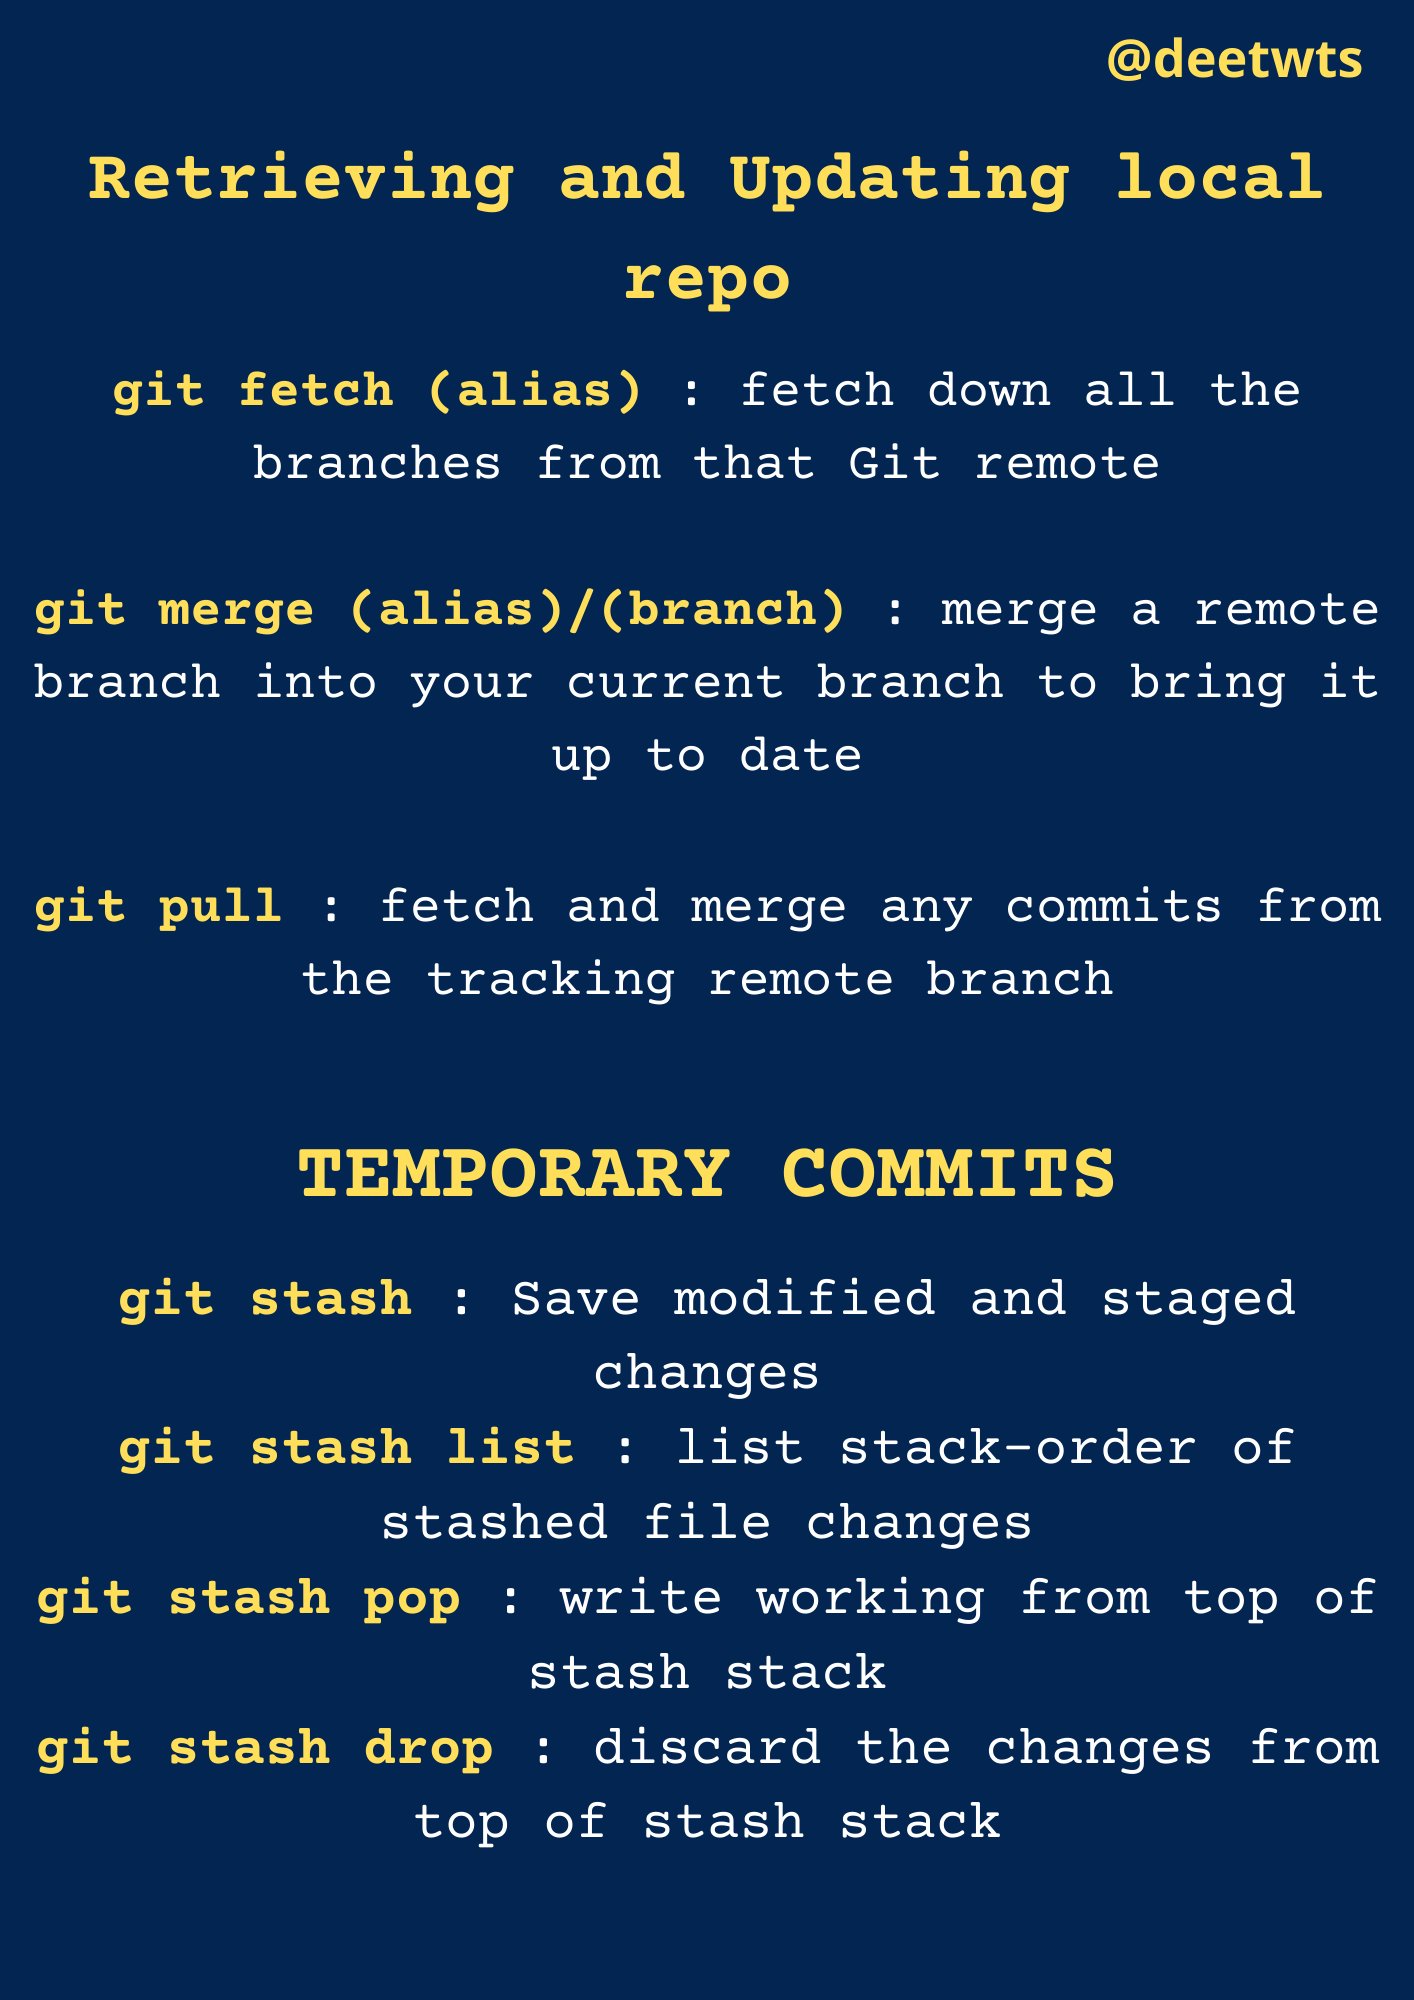 @deetwts
Retrieving and Updating local
repo
git fetch (alias) : fetch down all the
branches from that Git remote
git merge (alias)/(branch) : merge a remote
branch into your current branch to bring it
up to date
git pull : fetch and merge any commits from
the tracking remote branch
TEMPORARY COMMITS
git stash : Save modified and staged
changes
git stash list : list stack-order of
stashed file changes
git stash pop : write working from top of
stash stack
git stash drop : discard the changes from
top of stash stack